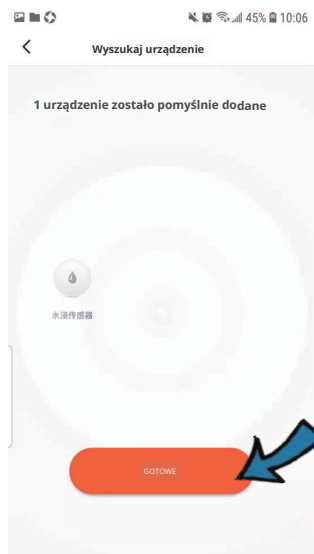 45% 10:06
Wyszukaj urządzenie
1 urządzenie zostało pomyślnie dodane
水浸传感器
GOTOWE